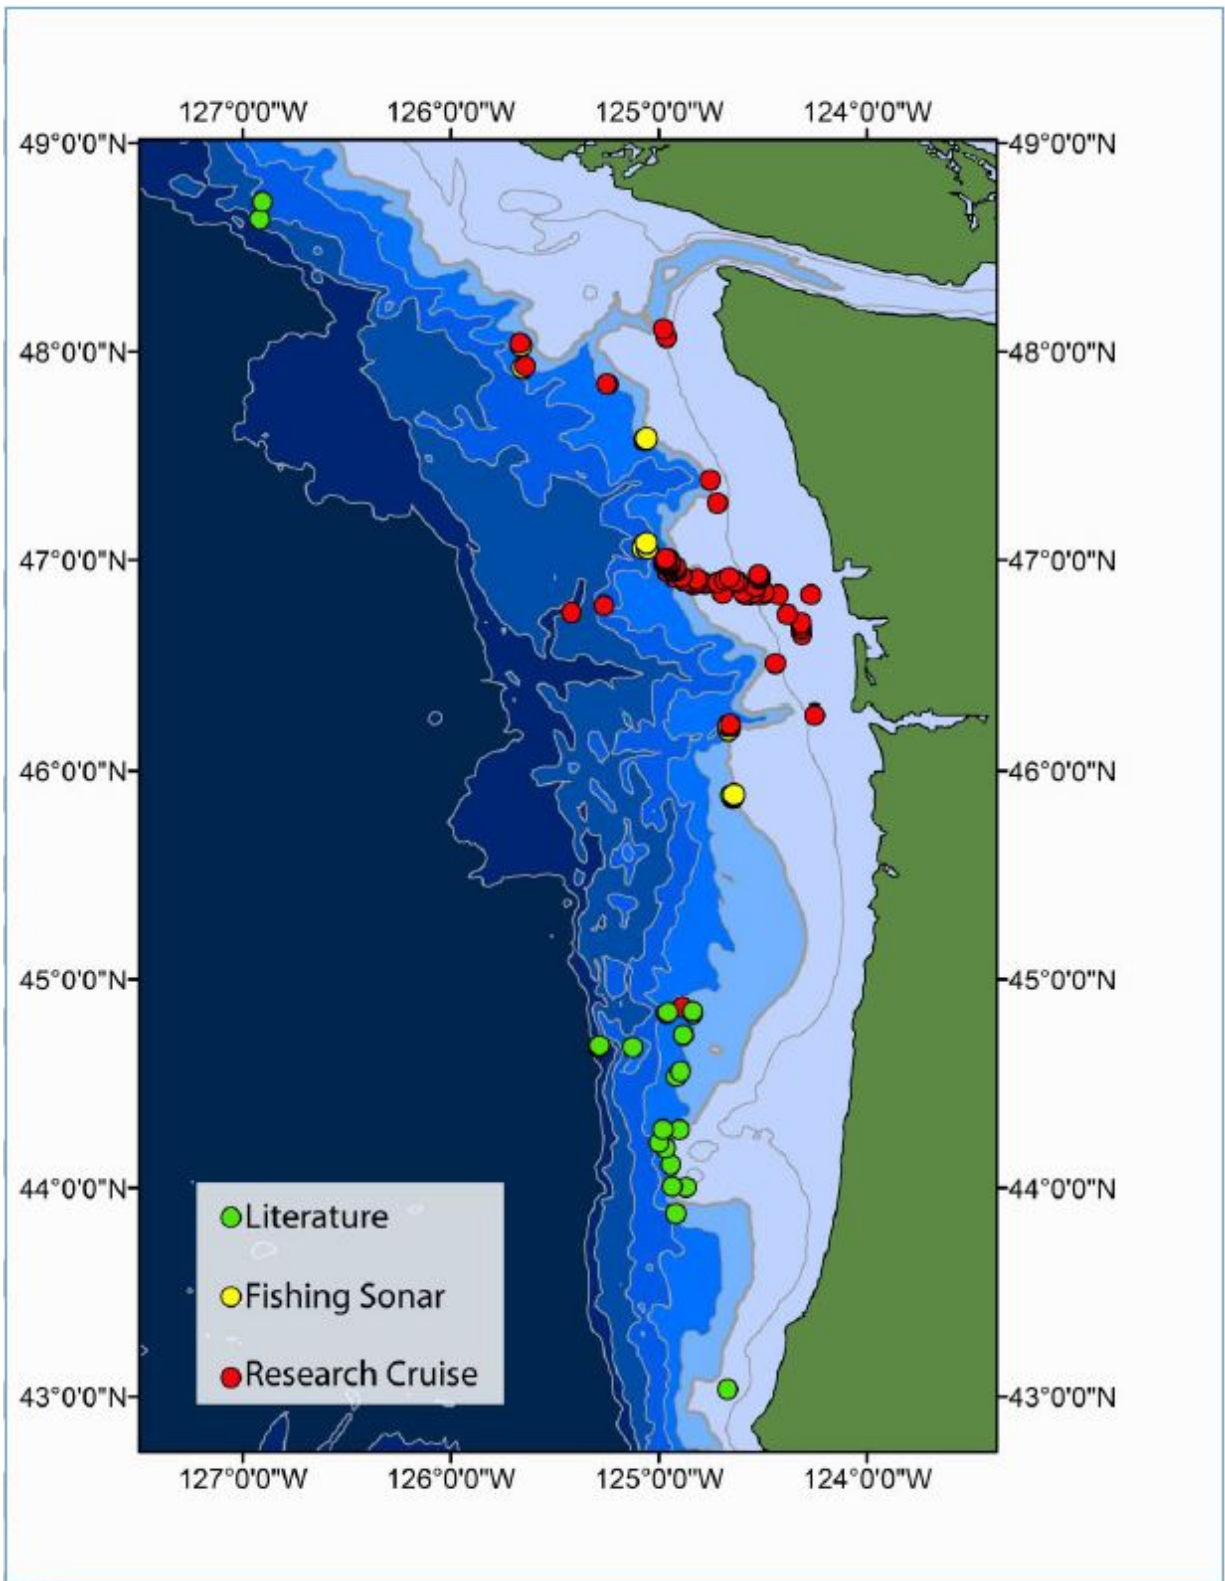 127°0'0"W 126°0'0"W 125°0'0"W 124°0'0"W
49°0'0"N 49°0'0"N
48°0'0"N 48°0'0"N
47°0'0"N 47°0'0"N
46°0'0"N 46°0'0"N
45°0'0"N 45°0'0"N
44°0'0"N 44°0'0"N
Literature
Fishing Sonar
Research Cruise
43°0'0"N 43°0'0"N
127°0'0"W 126°0'0"W 125°0'0"W 124°0'0"W